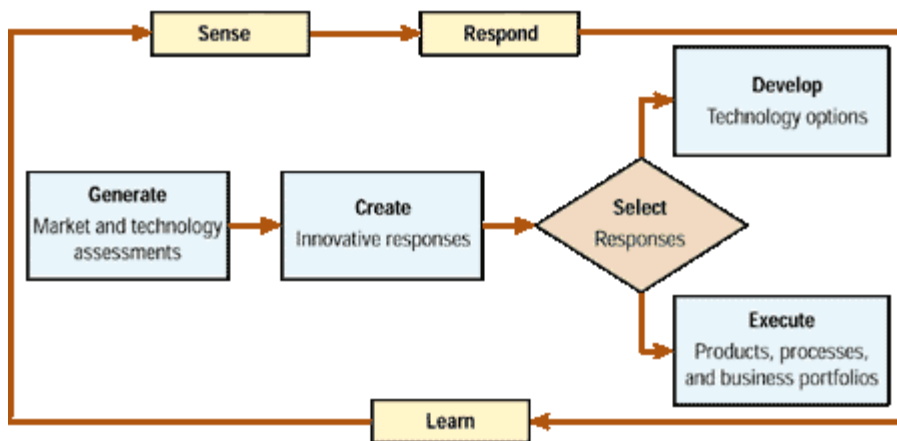 Sense
Respond
Develop
Technology options
Generate
Market and technology
assessments
Create
Innovative responses
Select
Responses
Execute
Products, processes,
and business portfolios
Learn